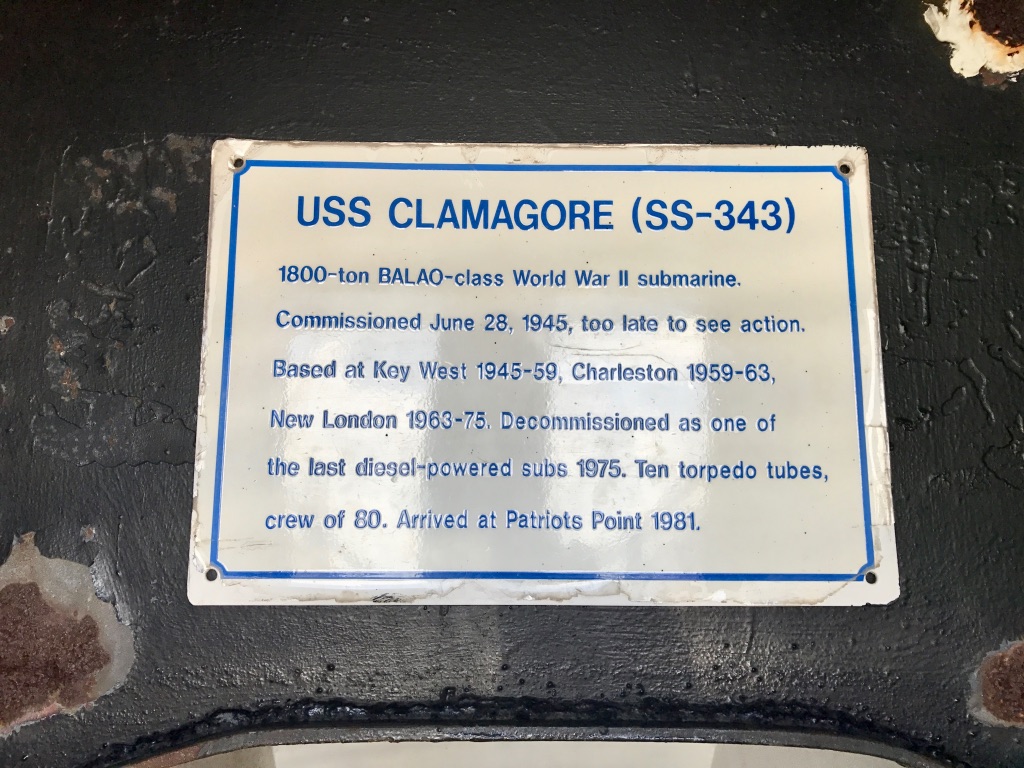 USS CLAMAGORE (SS-343)
1800-ton BALAO-class World War II submarine.
Commissioned June 28, 1945, too late to see action.
Based at Key West 1945-59, Charleston 1959-63,
New London 1963-75. Decommissioned as one of
the last diesel-powered subs 1975. Ten torpedo tubes,
crew of 80. Arrived at Patriots Point 1981.